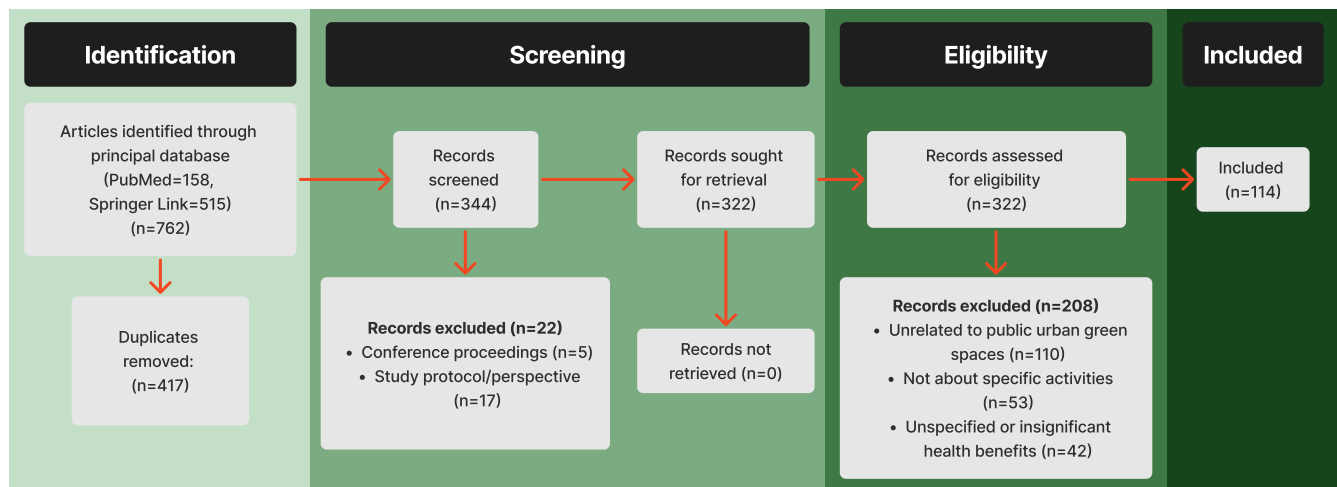 Identification
Articles identified through
principal database
(PubMed=158,
Springer Link=515)
(n=762)
Duplicates
removed:
(n=417)
Screening
Records
screened
(n=344)
Records excluded (n=22)
• Conference proceedings (n=5)
• Study protocol/perspective
(n=17)
Records sought
for retrieval
(n=322)
Records not
retrieved (n=0)
Eligibility
Records assessed
for eligibility
(n=322)
Records excluded (n=208)
• Unrelated to public urban green
spaces (n=110)
• Not about specific activities
(n=53)
• Unspecified or insignificant
health benefits (n=42)
Included
Included
(n=114)